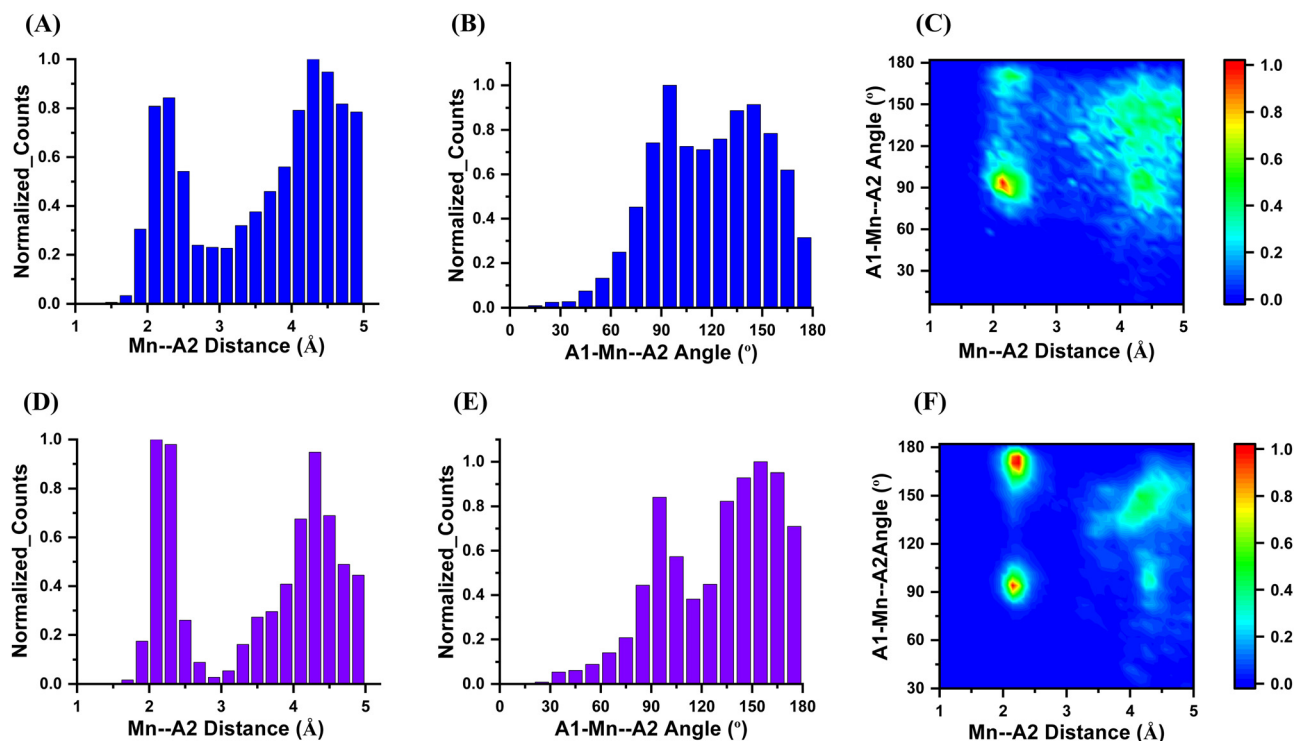 (A)
Normalized_Counts
1.0
0.8
0.6
0.4
0.2
0.0
1 2 3 4 5
Mn--A2 Distance (Å)
(B)
Normalized_Counts
1.0
0.8
0.6
0.4
0.2
0.0
0 30 60 90 120 150 180
A1-Mn--A2 Angle (º)
(C)
A1-Mn--A2 Angle (º)
180
150
120
90
60
30
1 2 3 4 5
Mn--A2 Distance (Å)
1.0
0.8
0.6
0.4
0.2
0.0
(D)
Normalized_Counts
1.0
0.8
0.6
0.4
0.2
0.0
1 2 3 4 5
Mn--A2 Distance (Å)
(E)
Normalized_Counts
1.0
0.8
0.6
0.4
0.2
0.0
0 30 60 90 120 150 180
A1-Mn--A2 Angle (º)
(F)
A1-Mn--A2Angle (º)
180
150
120
90
60
30
1 2 3 4 5
Mn--A2 Distance (Å)
1.0
0.8
0.6
0.4
0.2
0.0